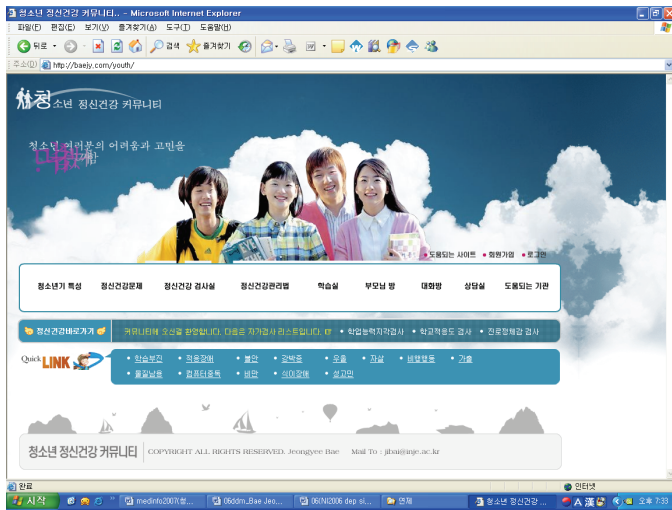 청소년 정신건강 커뮤니티.. - Microsoft Internet Explorer
파일(F) 편집(E) 보기(V) 즐겨찾기(A) 도구(T) 도움말(H)
뒤로 검색 즐겨찾기
주소(D) http://baejy.com/youth/
청소년 정신건강 커뮤니티
청소년 여러분의 어려움과 고민을
도움되는 사이트 회원가입 로그인
청소년기 특성 정신건강문제 정신건강 검사실 정신건강관리법 학습실 부모님 방 대화방 상담실 도움되는 기관
정신건강바로가기 커뮤니티에 오신걸 환영합니다. 다음은 자가검사 리스트입니다. • 학업능력지각검사 • 학교적응도 검사 • 진로정체감 검사
Quick LINK • 학습부진 • 적응장애 • 불안 • 강박증 • 우울 • 자살 • 비행행동 • 가출
• 물질남용 • 컴퓨터중독 • 비만 • 식이장애 • 성고민
청소년 정신건강 커뮤니티 COPYRIGHT ALL RIGHTS RESERVED. Jeongyee Bae Mail To : jibai@inje.ac.kr
완료 인터넷
시작 medinfo2007(청... 06ddm_Bae Jeo... 06(NI2006 dep si... 연제 청소년 정신건강 ... A 漢 오후 7:33